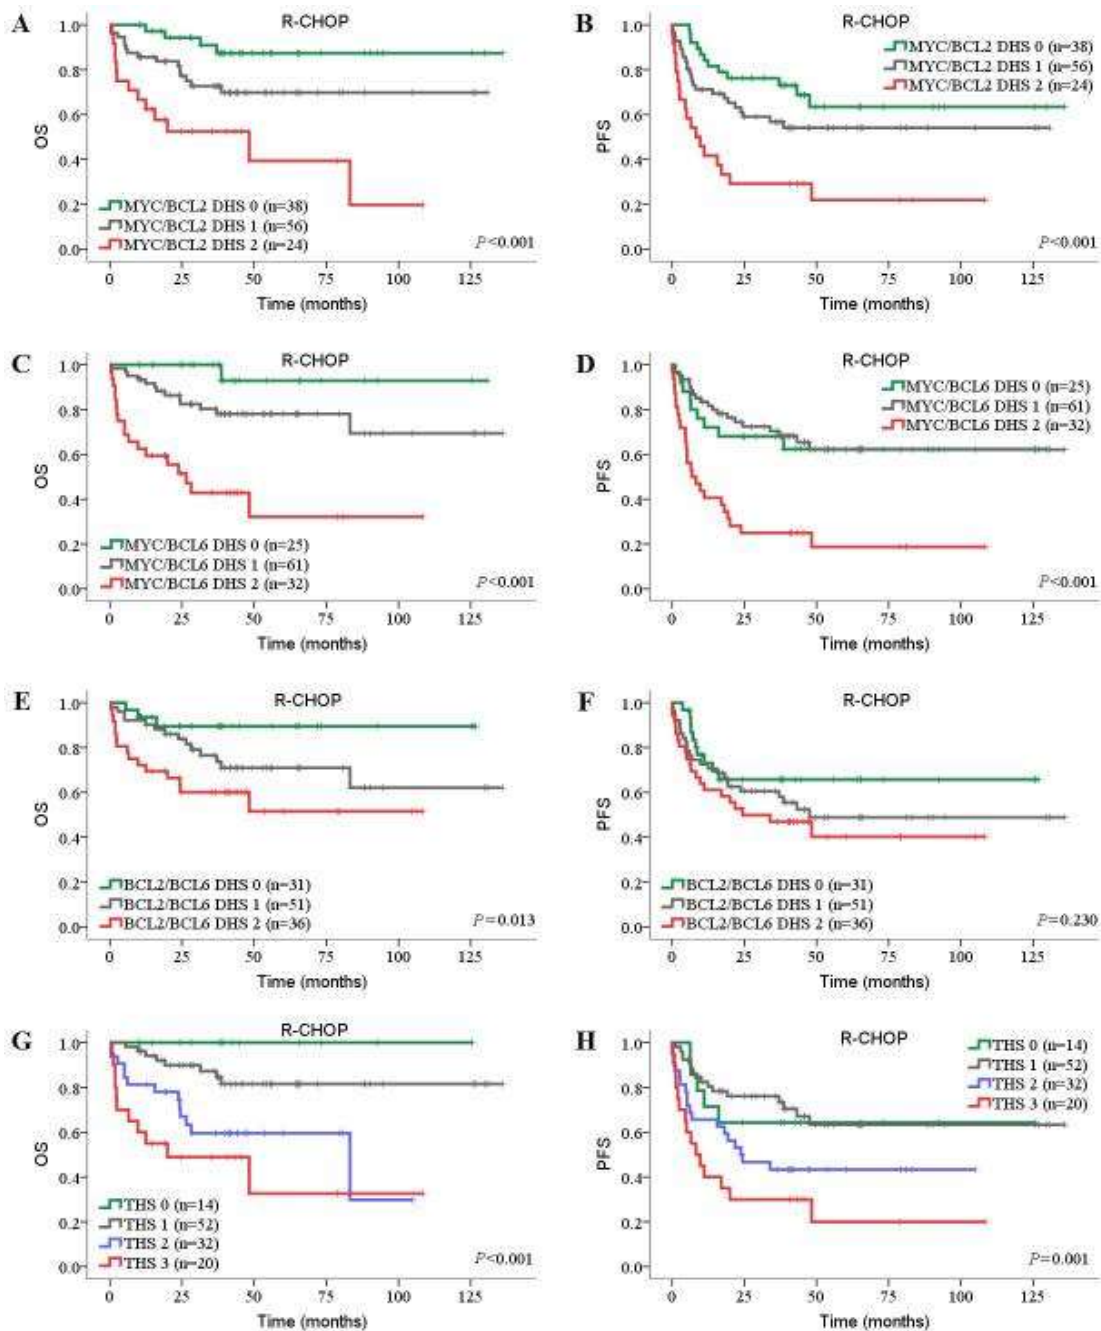 A
R-CHOP
1.0
0.8
0.6
0.4
0.2
0.0
OS
MYC/BCL2 DHS 0 (n=38)
MYC/BCL2 DHS 1 (n=56)
MYC/BCL2 DHS 2 (n=24)
P<0.001
0 25 50 75 100 125
Time (months)
B
R-CHOP
1.0
0.8
0.6
0.4
0.2
0.0
PFS
MYC/BCL2 DHS 0 (n=38)
MYC/BCL2 DHS 1 (n=56)
MYC/BCL2 DHS 2 (n=24)
P<0.001
0 25 50 75 100 125
Time (months)
C
R-CHOP
1.0
0.8
0.6
0.4
0.2
0.0
OS
MYC/BCL6 DHS 0 (n=25)
MYC/BCL6 DHS 1 (n=61)
MYC/BCL6 DHS 2 (n=32)
P<0.001
0 25 50 75 100 125
Time (months)
D
R-CHOP
1.0
0.8
0.6
0.4
0.2
0.0
PFS
MYC/BCL6 DHS 0 (n=25)
MYC/BCL6 DHS 1 (n=61)
MYC/BCL6 DHS 2 (n=32)
P<0.001
0 25 50 75 100 125
Time (months)
E
R-CHOP
1.0
0.8
0.6
0.4
0.2
0.0
OS
BCL2/BCL6 DHS 0 (n=31)
BCL2/BCL6 DHS 1 (n=51)
BCL2/BCL6 DHS 2 (n=36)
P=0.013
0 25 50 75 100 125
Time (months)
F
R-CHOP
1.0
0.8
0.6
0.4
0.2
0.0
PFS
BCL2/BCL6 DHS 0 (n=31)
BCL2/BCL6 DHS 1 (n=51)
BCL2/BCL6 DHS 2 (n=36)
P=0.230
0 25 50 75 100 125
Time (months)
G
R-CHOP
1.0
0.8
0.6
0.4
0.2
0.0
OS
THS 0 (n=14)
THS 1 (n=52)
THS 2 (n=32)
THS 3 (n=20)
P<0.001
0 25 50 75 100 125
Time (months)
H
R-CHOP
1.0
0.8
0.6
0.4
0.2
0.0
PFS
THS 0 (n=14)
THS 1 (n=52)
THS 2 (n=32)
THS 3 (n=20)
P=0.001
0 25 50 75 100 125
Time (months)